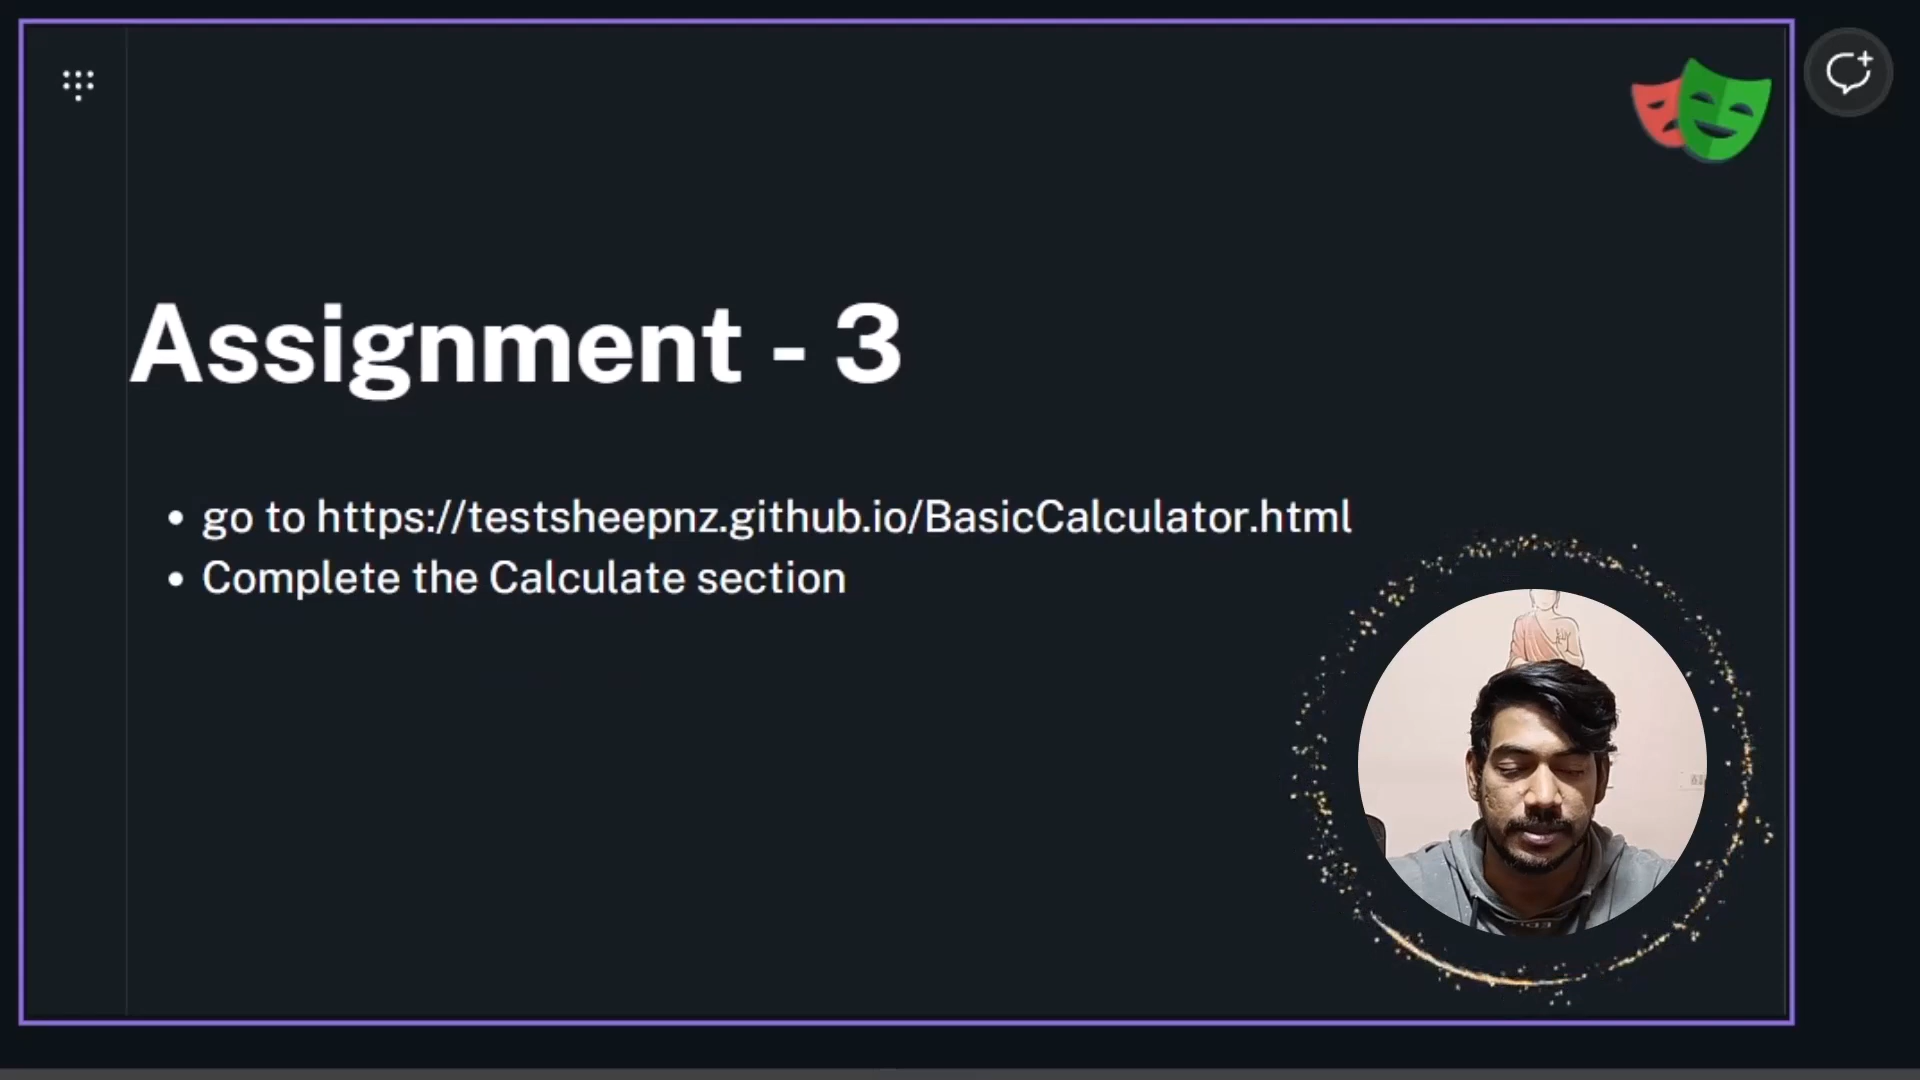 Assignment - 3
• go to https://testsheepnz.github.io/BasicCalculator.html
• Complete the Calculate section